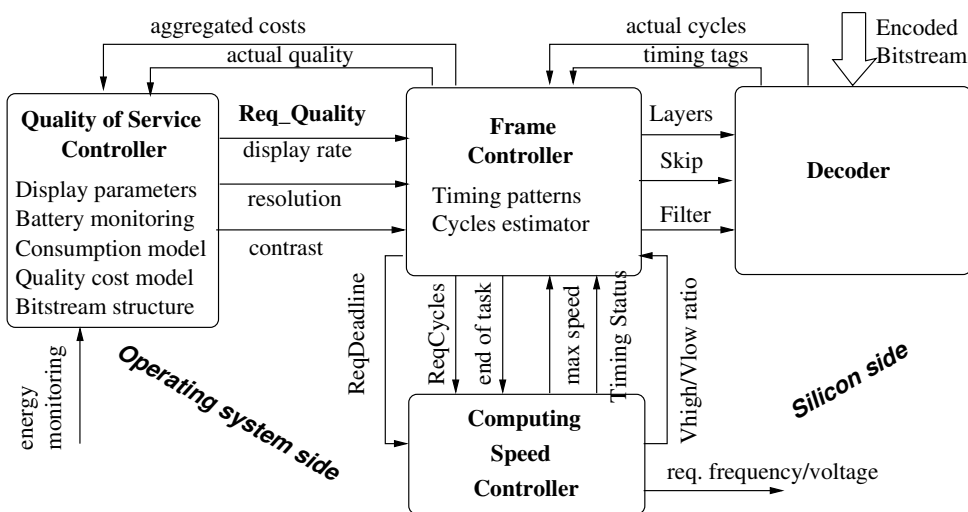 aggregated costs
actual quality
actual cycles
timing tags
Encoded
Bitstream
Quality of Service
Controller
Display parameters
Battery monitoring
Consumption model
Quality cost model
Bitstream structure
Req_Quality
display rate
resolution
contrast
Frame
Controller
Timing patterns
Cycles estimator
Layers
Skip
Filter
Decoder
ReqDeadline
ReqCycles
end of task
max speed
Timing Status
Vhigh/Vlow ratio
energy
monitoring
Operating system side
Silicon side
Computing
Speed
Controller
req. frequency/voltage